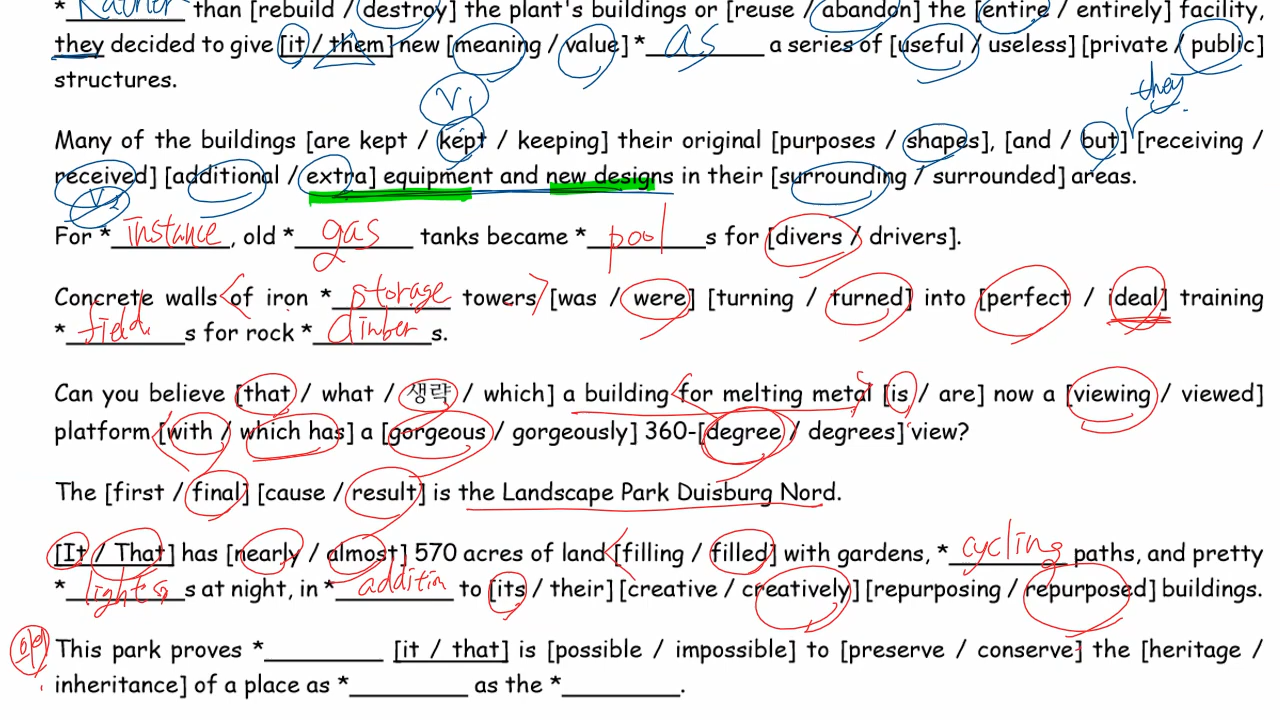 * Rather than [rebuild / destroy] the plant's buildings or [reuse / abandon] the [entire / entirely] facility,
they decided to give [it / them] new [meaning / value] * as a series of [useful / useless] [private / public]
structures.
V1 they
Many of the buildings [are kept / kept / keeping] their original [purposes / shapes], [and / but] [receiving /
received] [additional / extra] equipment and new designs in their [surrounding / surrounded] areas.
V2
For * instance, old * gas tanks became * pools for [divers / drivers].
Concrete walls of iron * storage towers [was / were] [turning / turned] into [perfect / ideal] training
* fields for rock * climbers.
Can you believe [that / what / 생략 / which] a building for melting metal [is / are] now a [viewing / viewed]
platform [with / which has] a [gorgeous / gorgeously] 360-[degree / degrees] view?
The [first / final] [cause / result] is the Landscape Park Duisburg Nord.
[It / That] has [nearly / almost] 570 acres of land [filling / filled] with gardens, * cycling paths, and pretty
* lights s at night, in * addition to [its / their] [creative / creatively] [repurposing / repurposed] buildings.
This park proves * ________ [it / that] is [possible / impossible] to [preserve / conserve] the [heritage /
inheritance] of a place as * ________ as the * ________.